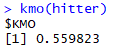 > kmo(hitter)
$KMO
[1] 0.559823